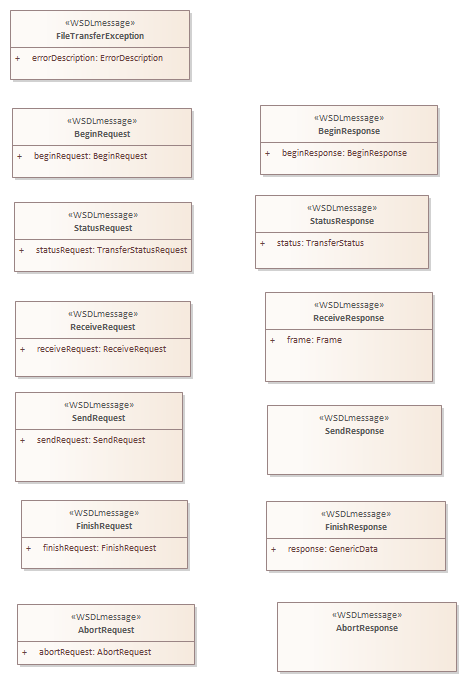 «WSDLmessage»
FileTransferException
+ errorDescription: ErrorDescription
«WSDLmessage»
BeginRequest
+ beginRequest: BeginRequest
«WSDLmessage»
BeginResponse
+ beginResponse: BeginResponse
«WSDLmessage»
StatusRequest
+ statusRequest: TransferStatusRequest
«WSDLmessage»
StatusResponse
+ status: TransferStatus
«WSDLmessage»
ReceiveRequest
+ receiveRequest: ReceiveRequest
«WSDLmessage»
ReceiveResponse
+ frame: Frame
«WSDLmessage»
SendRequest
+ sendRequest: SendRequest
«WSDLmessage»
SendResponse
«WSDLmessage»
FinishRequest
+ finishRequest: FinishRequest
«WSDLmessage»
FinishResponse
+ response: GenericData
«WSDLmessage»
AbortRequest
+ abortRequest: AbortRequest
«WSDLmessage»
AbortResponse